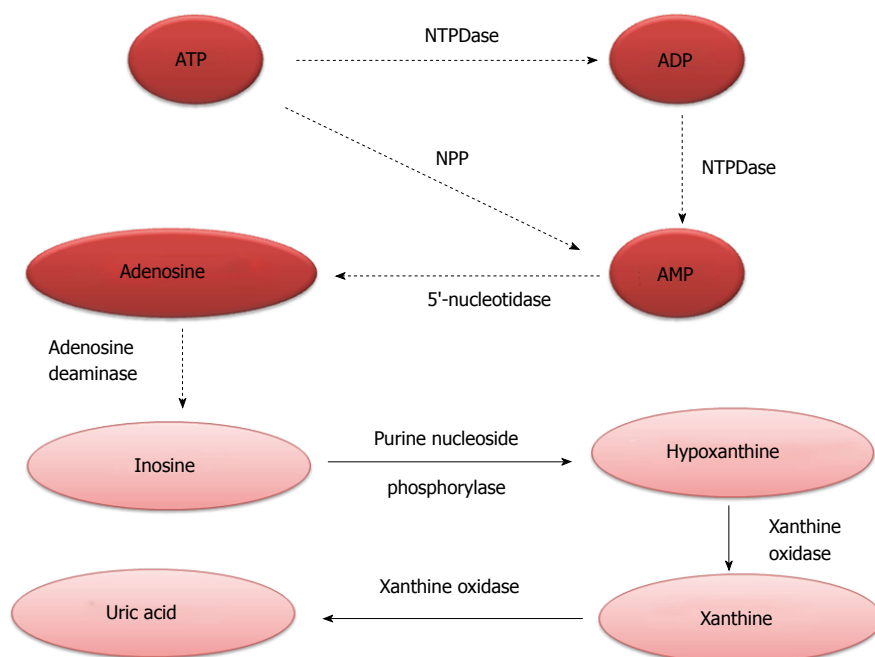 NTPDase
ATP
ADP
NPP
NTPDase
Adenosine
AMP
5'-nucleotidase
Adenosine
deaminase
Purine nucleoside
phosphorylase
Inosine
Hypoxanthine
Xanthine
oxidase
Xanthine oxidase
Uric acid
Xanthine